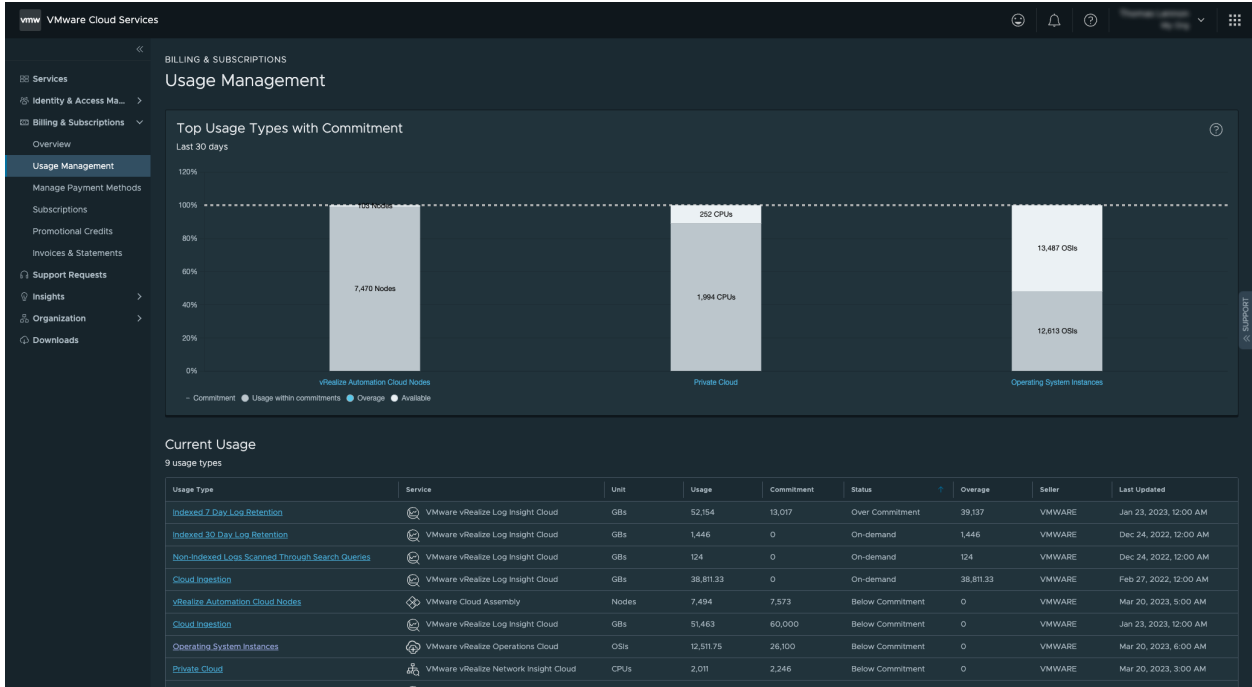 vmw VMware Cloud Services
BILLING & SUBSCRIPTIONS
Usage Management
Services
Identity & Access Ma...
Billing & Subscriptions
Overview
Usage Management
Manage Payment Methods
Subscriptions
Promotional Credits
Invoices & Statements
Support Requests
Insights
Organization
Downloads
Top Usage Types with Commitment
Last 30 days
120%
100%
80%
60%
40%
20%
0%
103 Nodes
7,470 Nodes
252 CPUs
1,994 CPUs
13,487 OSIs
12,613 OSIs
vRealize Automation Cloud Nodes Private Cloud Operating System Instances
Commitment Usage within commitments Overage Available
SUPPORT
Current Usage
9 usage types
Usage Type Service Unit Usage Commitment Status Overage Seller Last Updated
Indexed 7 Day Log Retention VMware vRealize Log Insight Cloud GBs 52,154 13,017 Over Commitment 39,137 VMWARE Jan 23, 2023, 12:00 AM
Indexed 30 Day Log Retention VMware vRealize Log Insight Cloud GBs 1,446 0 On-demand 1,446 VMWARE Dec 24, 2022, 12:00 AM
Non-Indexed Logs Scanned Through Search Queries VMware vRealize Log Insight Cloud GBs 124 0 On-demand 124 VMWARE Dec 24, 2022, 12:00 AM
Cloud Ingestion VMware vRealize Log Insight Cloud GBs 38,811.33 0 On-demand 38,811.33 VMWARE Feb 27, 2022, 12:00 AM
vRealize Automation Cloud Nodes VMware Cloud Assembly Nodes 7,494 7,573 Below Commitment 0 VMWARE Mar 20, 2023, 5:00 AM
Cloud Ingestion VMware vRealize Log Insight Cloud GBs 51,463 60,000 Below Commitment 0 VMWARE Jan 23, 2023, 12:00 AM
Operating System Instances VMware vRealize Operations Cloud OSIs 12,511.75 26,100 Below Commitment 0 VMWARE Mar 20, 2023, 6:00 AM
Private Cloud VMware vRealize Network Insight Cloud CPUs 2,011 2,246 Below Commitment 0 VMWARE Mar 20, 2023, 3:00 AM